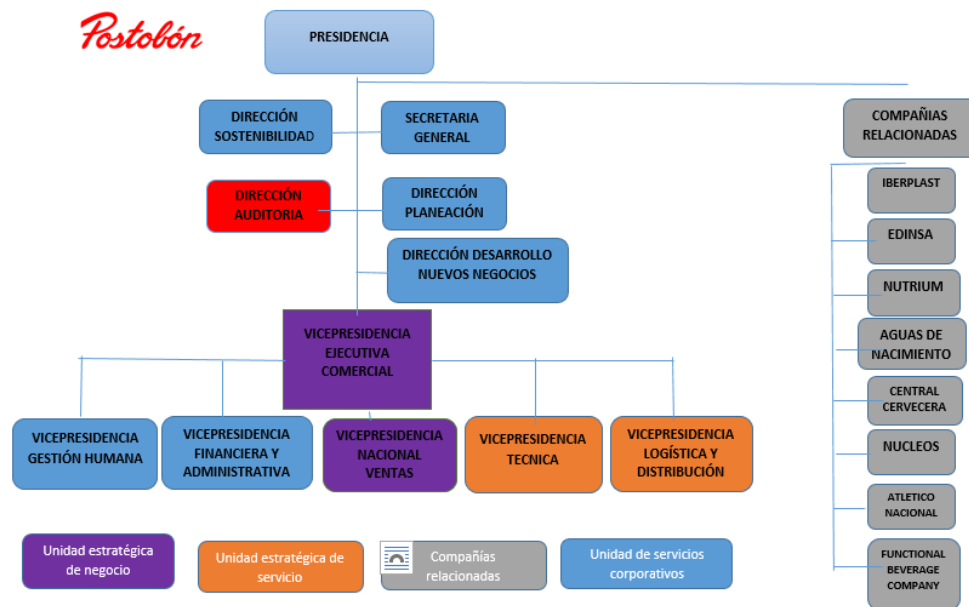 Postobón
PRESIDENCIA
DIRECCIÓN
SOSTENIBILIDAD
SECRETARIA
GENERAL
DIRECCIÓN
AUDITORIA
DIRECCIÓN
PLANEACIÓN
DIRECCIÓN DESARROLLO
NUEVOS NEGOCIOS
VICEPRESIDENCIA
EJECUTIVA
COMERCIAL
VICEPRESIDENCIA
GESTIÓN HUMANA
VICEPRESIDENCIA
FINANCIERA Y
ADMINISTRATIVA
VICEPRESIDENCIA
NACIONAL
VENTAS
VICEPRESIDENCIA
TECNICA
VICEPRESIDENCIA
LOGÍSTICA Y
DISTRIBUCIÓN
COMPAÑIAS
RELACIONADAS
IBERPLAST
EDINSA
NUTRIUM
AGUAS DE
NACIMIENTO
CENTRAL
CERVECERA
NUCLEOS
ATLETICO
NACIONAL
FUNCTIONAL
BEVERAGE
COMPANY
Unidad estratégica
de negocio
Unidad estratégica de
servicio
Compañías
relacionadas
Unidad de servicios
corporativos